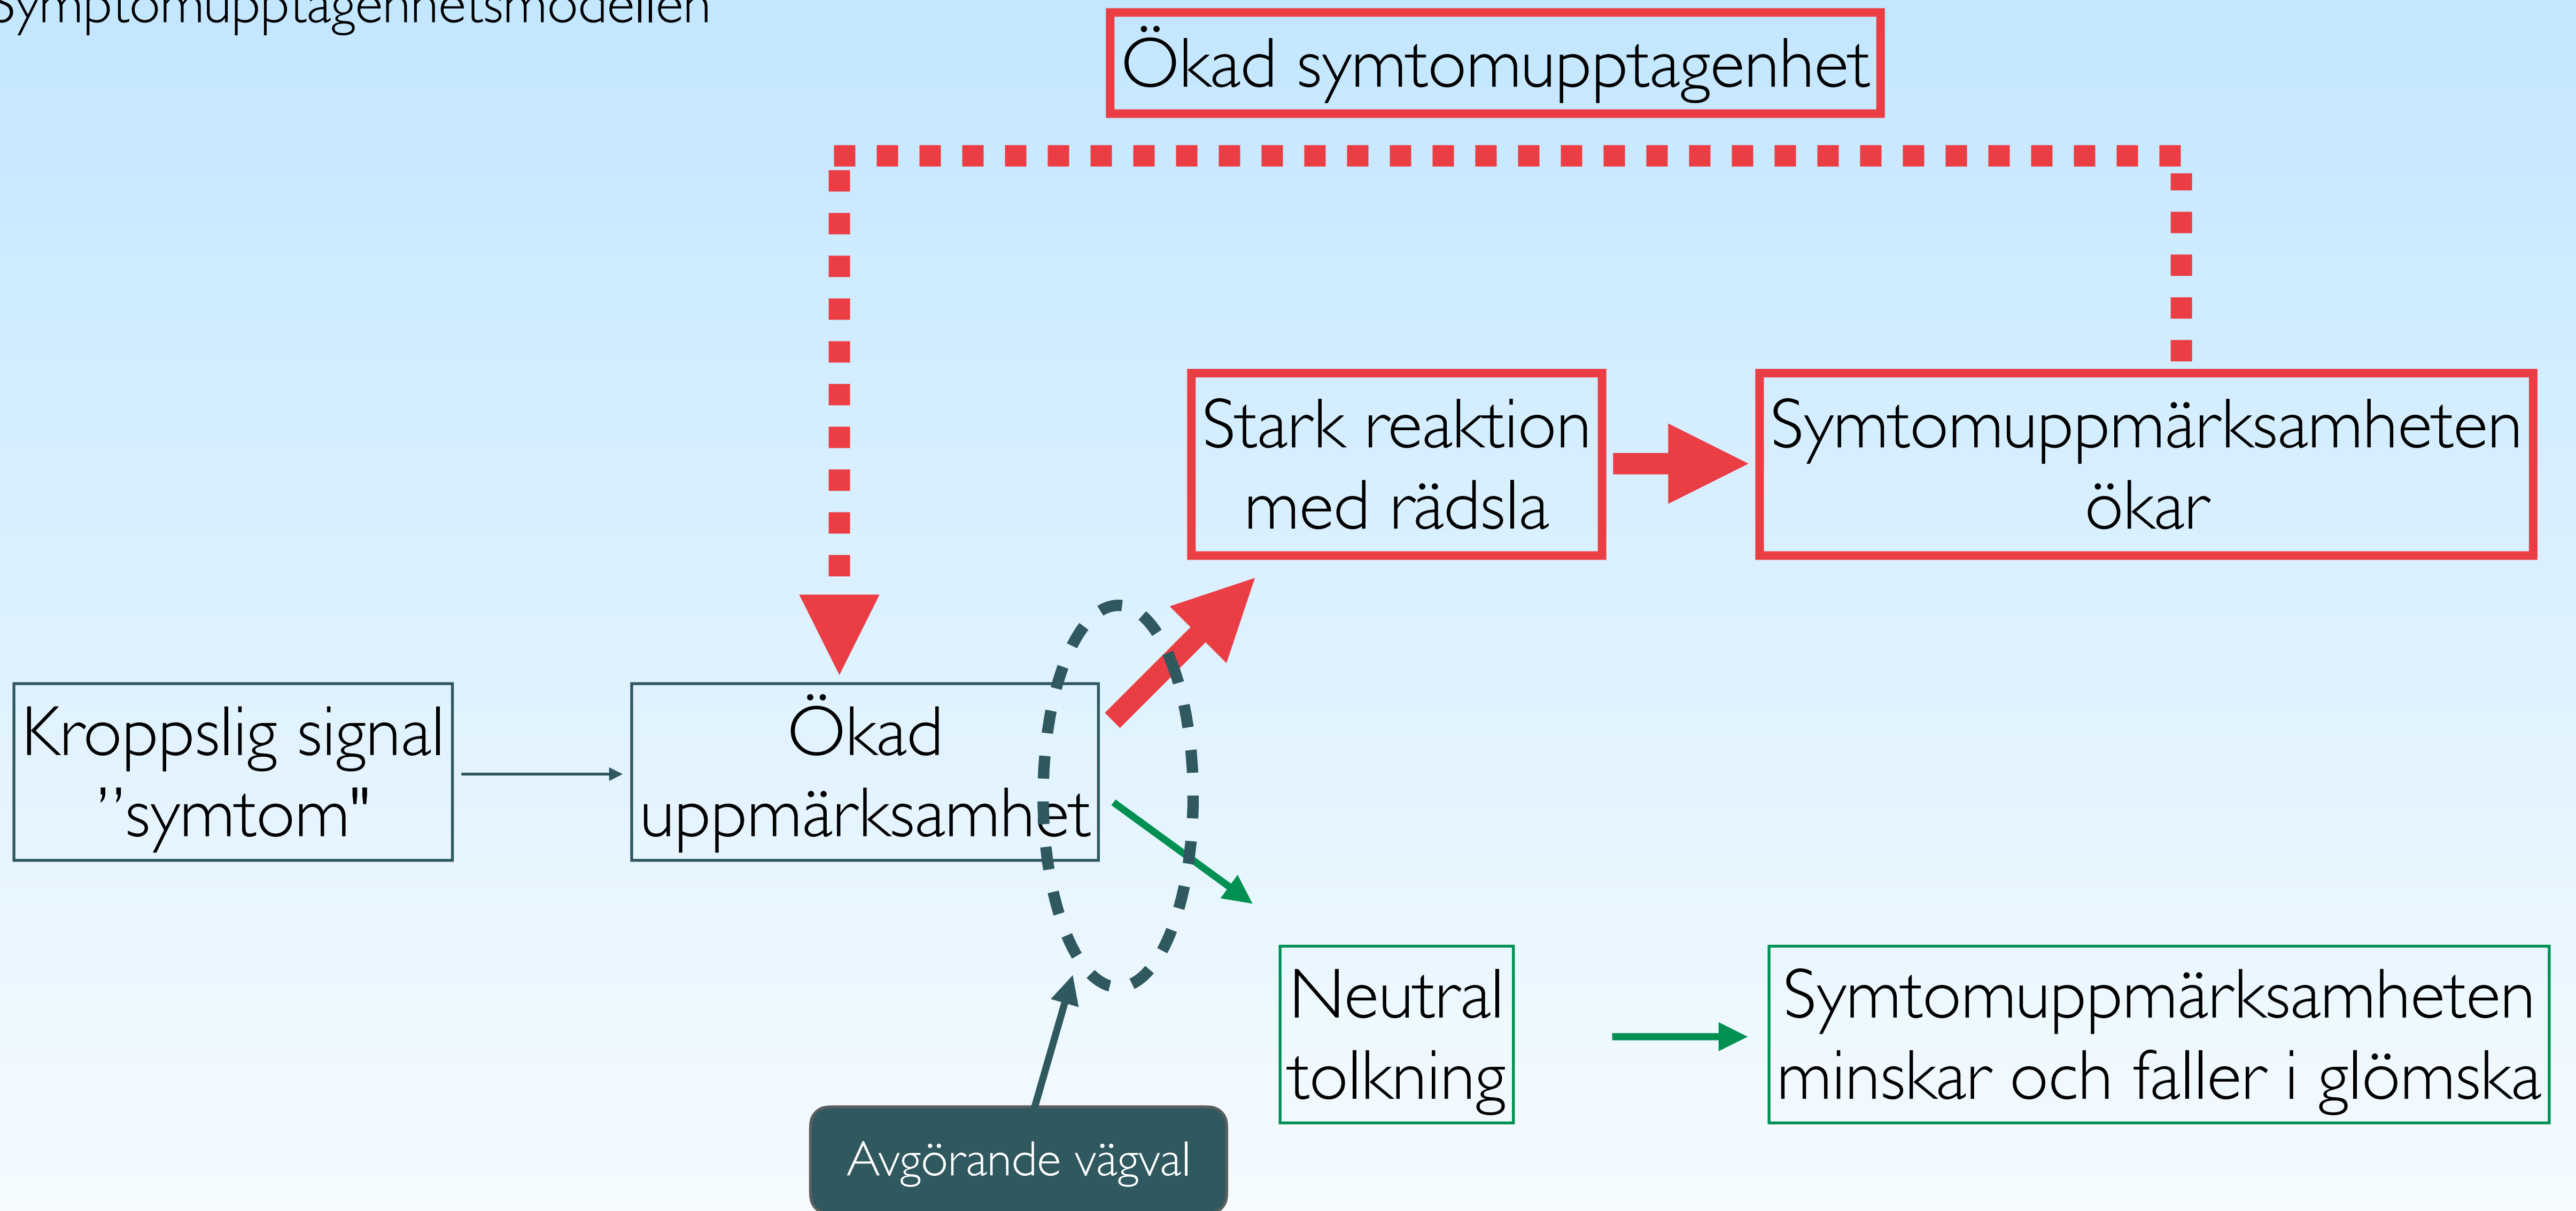 Symptomupptagenhetsmodellen
Ökad symtomupptagenhet
Stark reaktion
med rädsla
Symtomuppmärksamheten
ökar
Kroppslig signal
’’symtom"
Ökad
uppmärksamhet
Neutral
tolkning
Symtomuppmärksamheten
minskar och faller i glömska
Avgörande vägval